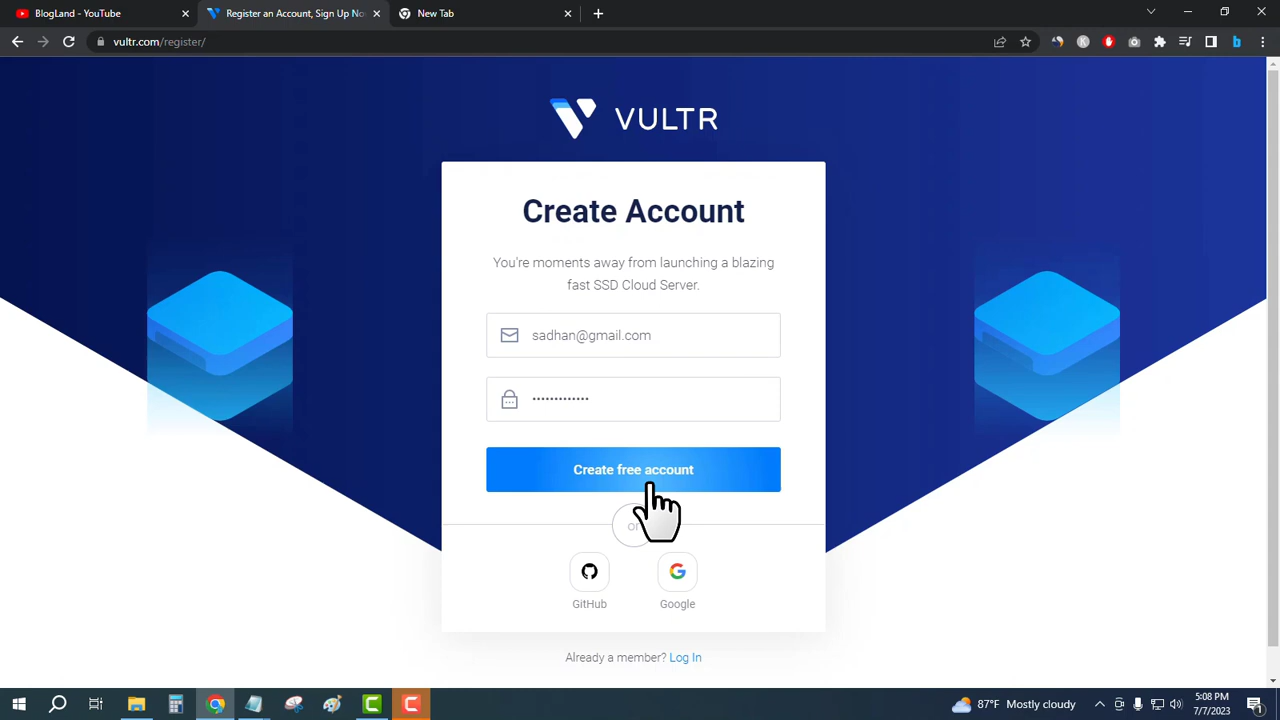 BlogLand - YouTube
Register an Account, Sign Up No
New Tab
vultr.com/register/
VULTR
Create Account
You're moments away from launching a blazing
fast SSD Cloud Server.
sadhan@gmail.com
•••••••••••••
Create free account
or
GitHub
Google
Already a member? Log In
87°F Mostly cloudy
5:08 PM
7/7/2023